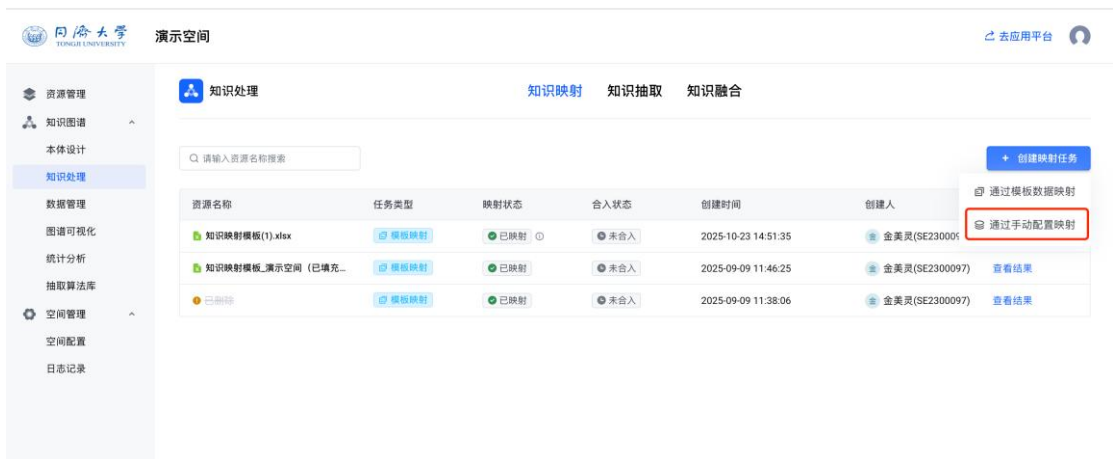 同济大学
TONGJI UNIVERSITY
演示空间
去应用平台
资源管理
知识图谱
本体设计
知识处理
数据管理
图谱可视化
统计分析
抽取算法库
空间管理
空间配置
日志记录
知识处理
知识映射 知识抽取 知识融合
请输入资源名称搜索
+ 创建映射任务
通过模板数据映射
通过手动配置映射
资源名称 任务类型 映射状态 合入状态 创建时间 创建人
知识映射模板(1).xlsx 模板映射 已映射 未合入 2025-10-23 14:51:35 金 金美灵(SE23000
知识映射模板_演示空间（已填充... 模板映射 已映射 未合入 2025-09-09 11:46:25 金 金美灵(SE2300097) 查看结果
已删除 模板映射 已映射 未合入 2025-09-09 11:38:06 金 金美灵(SE2300097) 查看结果